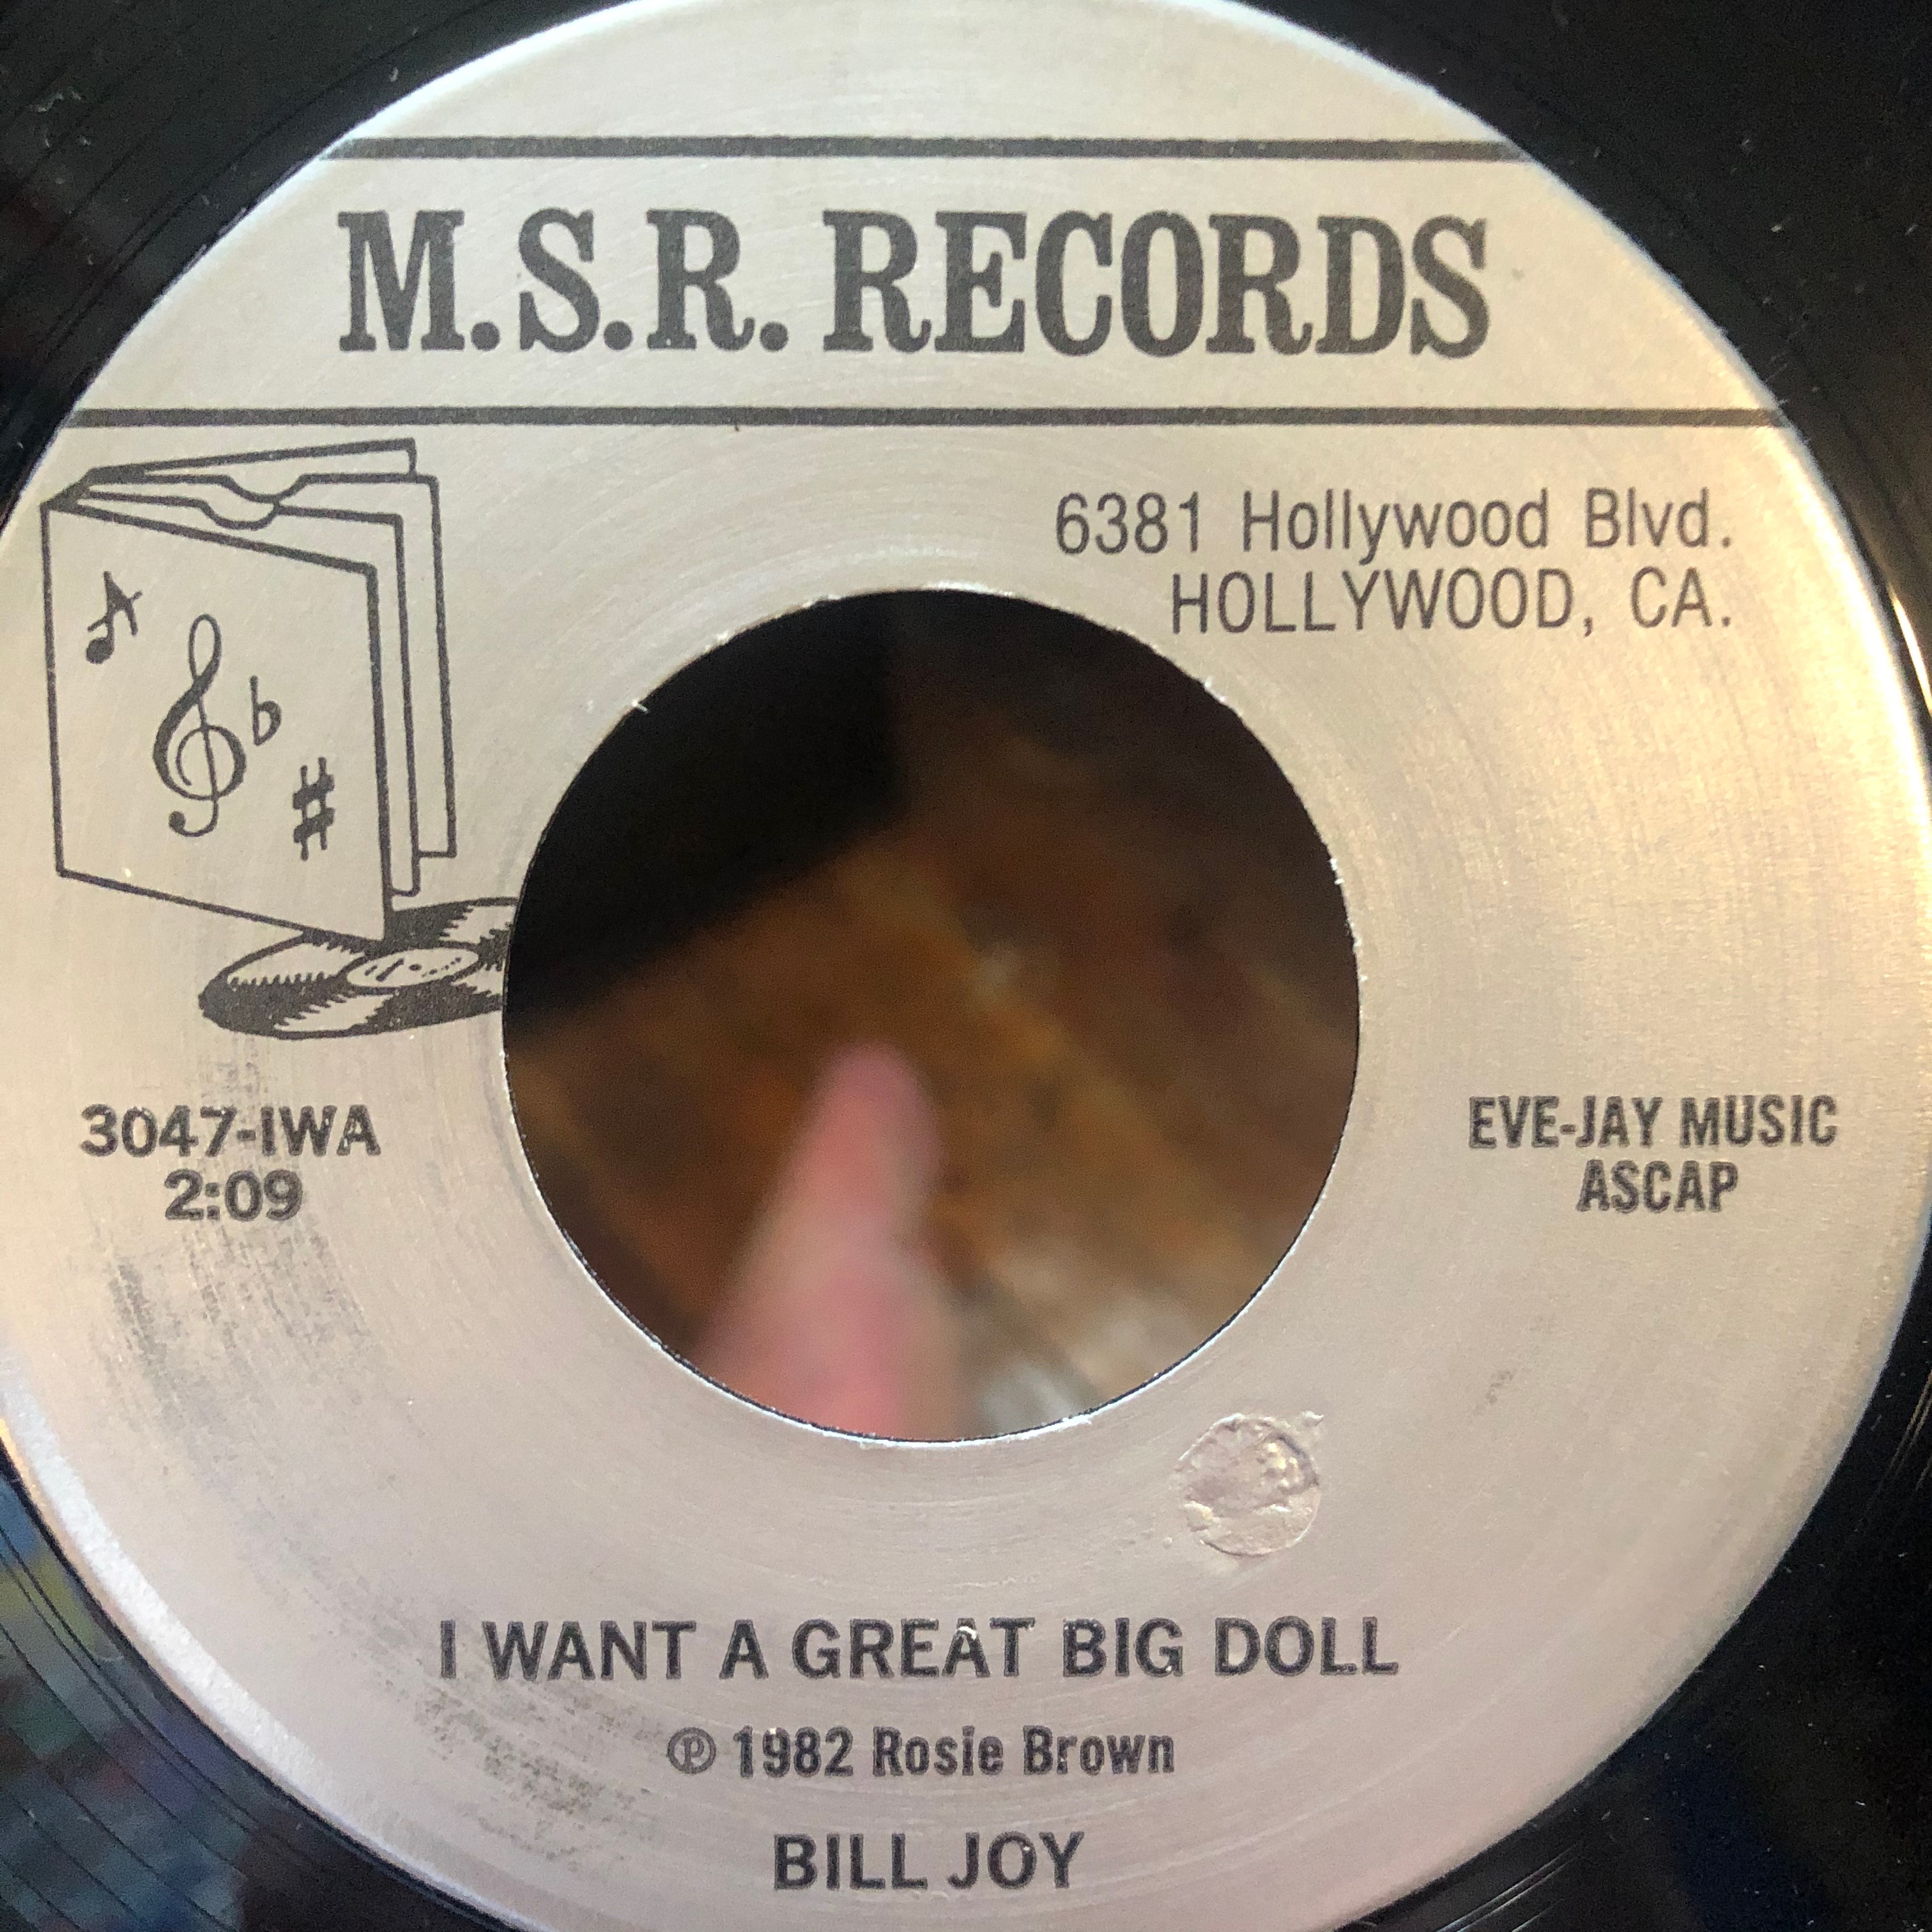 M.S.R. RECORDS
6381 Hollywood Blvd.
HOLLYWOOD, CA.
3047-IWA
2:09
EVE-JAY MUSIC
ASCAP
I WANT A GREAT BIG DOLL
℗ 1982 Rosie Brown
BILL JOY